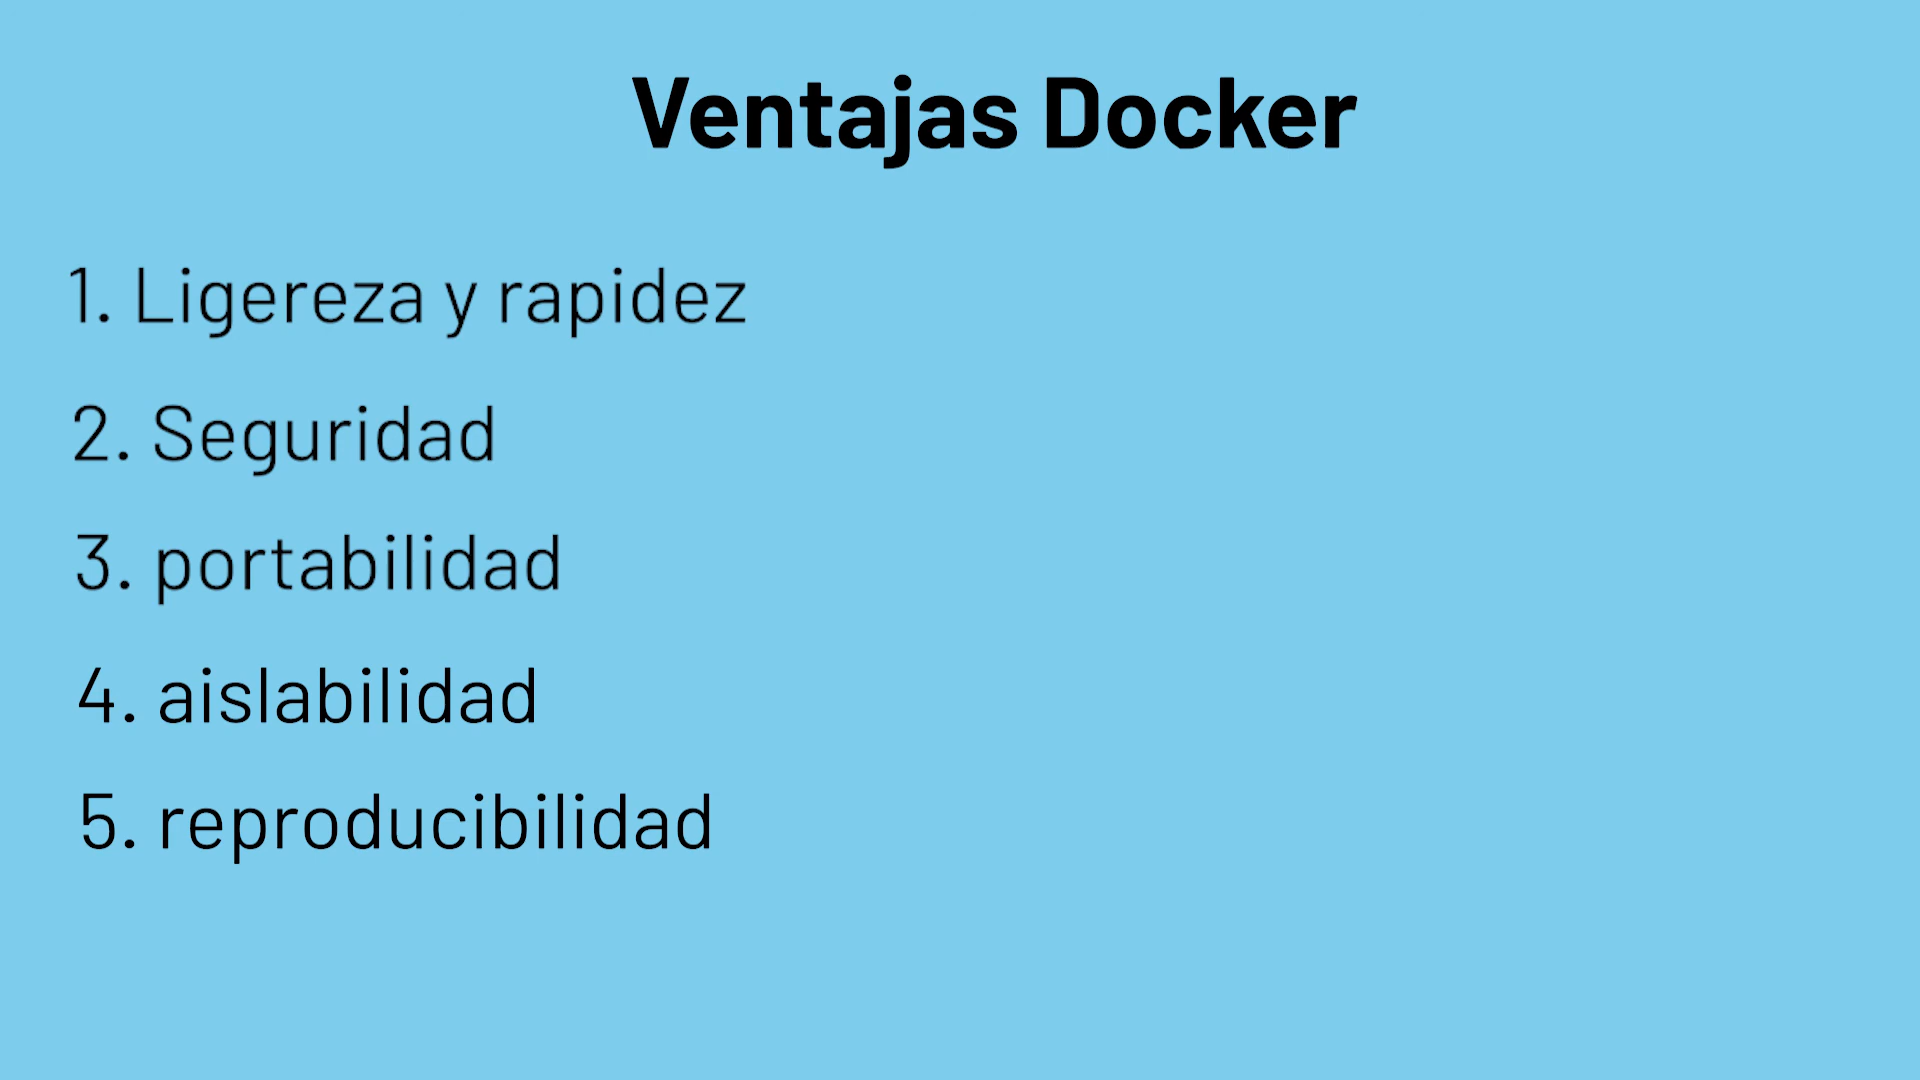 Ventajas Docker
1. Ligereza y rapidez
2. Seguridad
3. portabilidad
4. aislabilidad
5. reproducibilidad